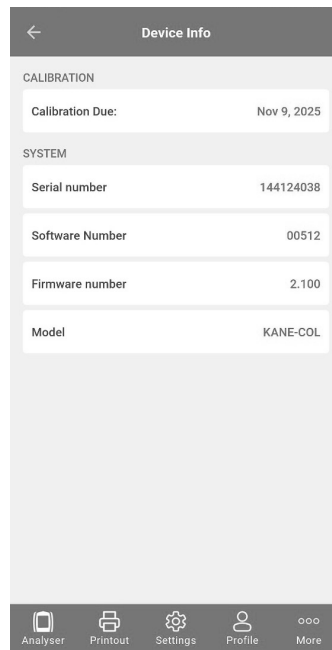 Device Info
CALIBRATION
Calibration Due: Nov 9, 2025
SYSTEM
Serial number 144124038
Software Number 00512
Firmware number 2.100
Model KANE-COL
Analyser Printout Settings Profile More